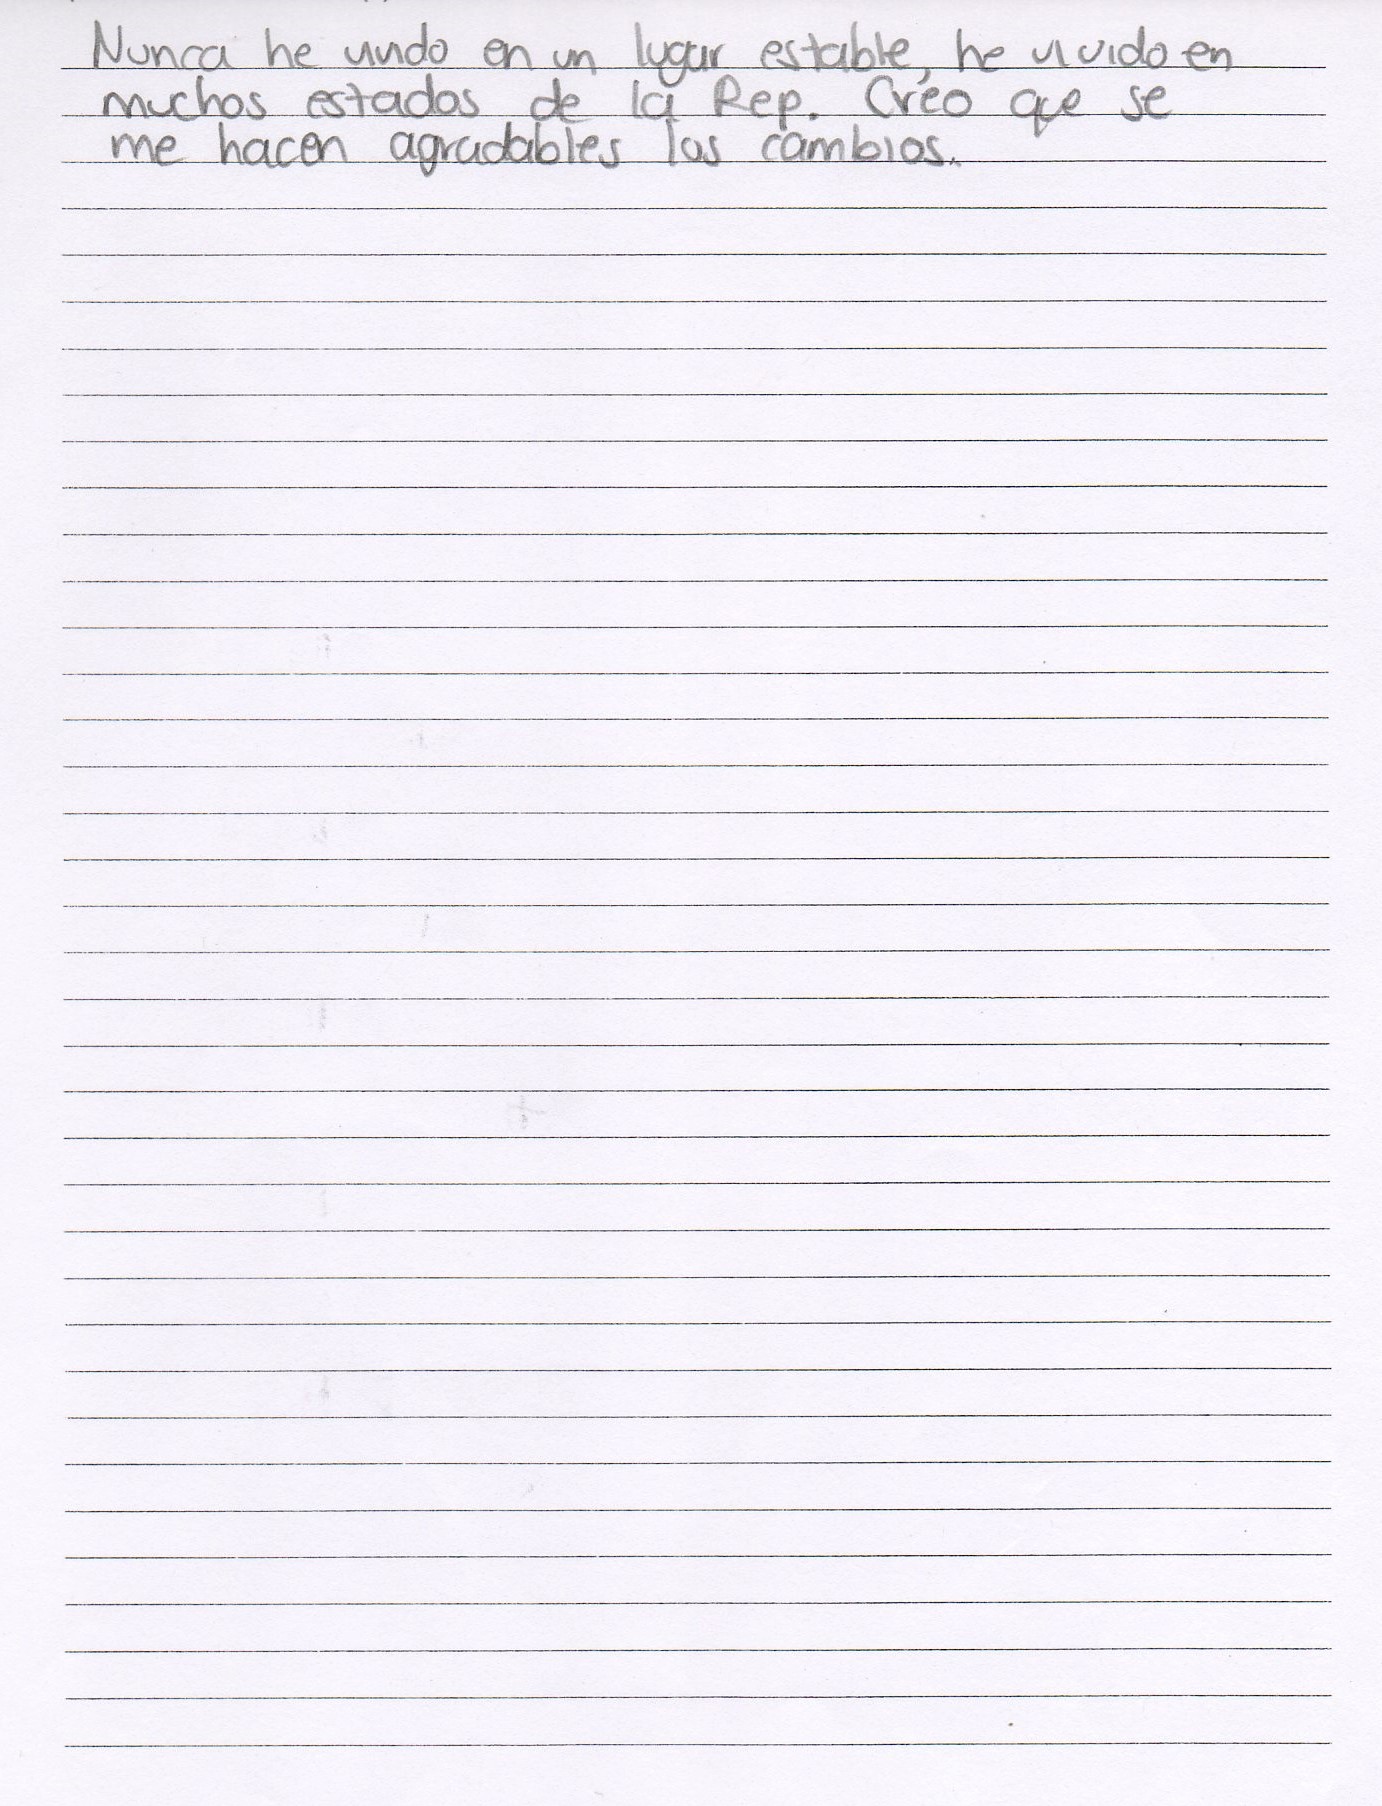 Nunca he vivido en un lugar estable, he vivido en
muchos estados de la Rep. Creo que se
me hacen agradables los cambios.